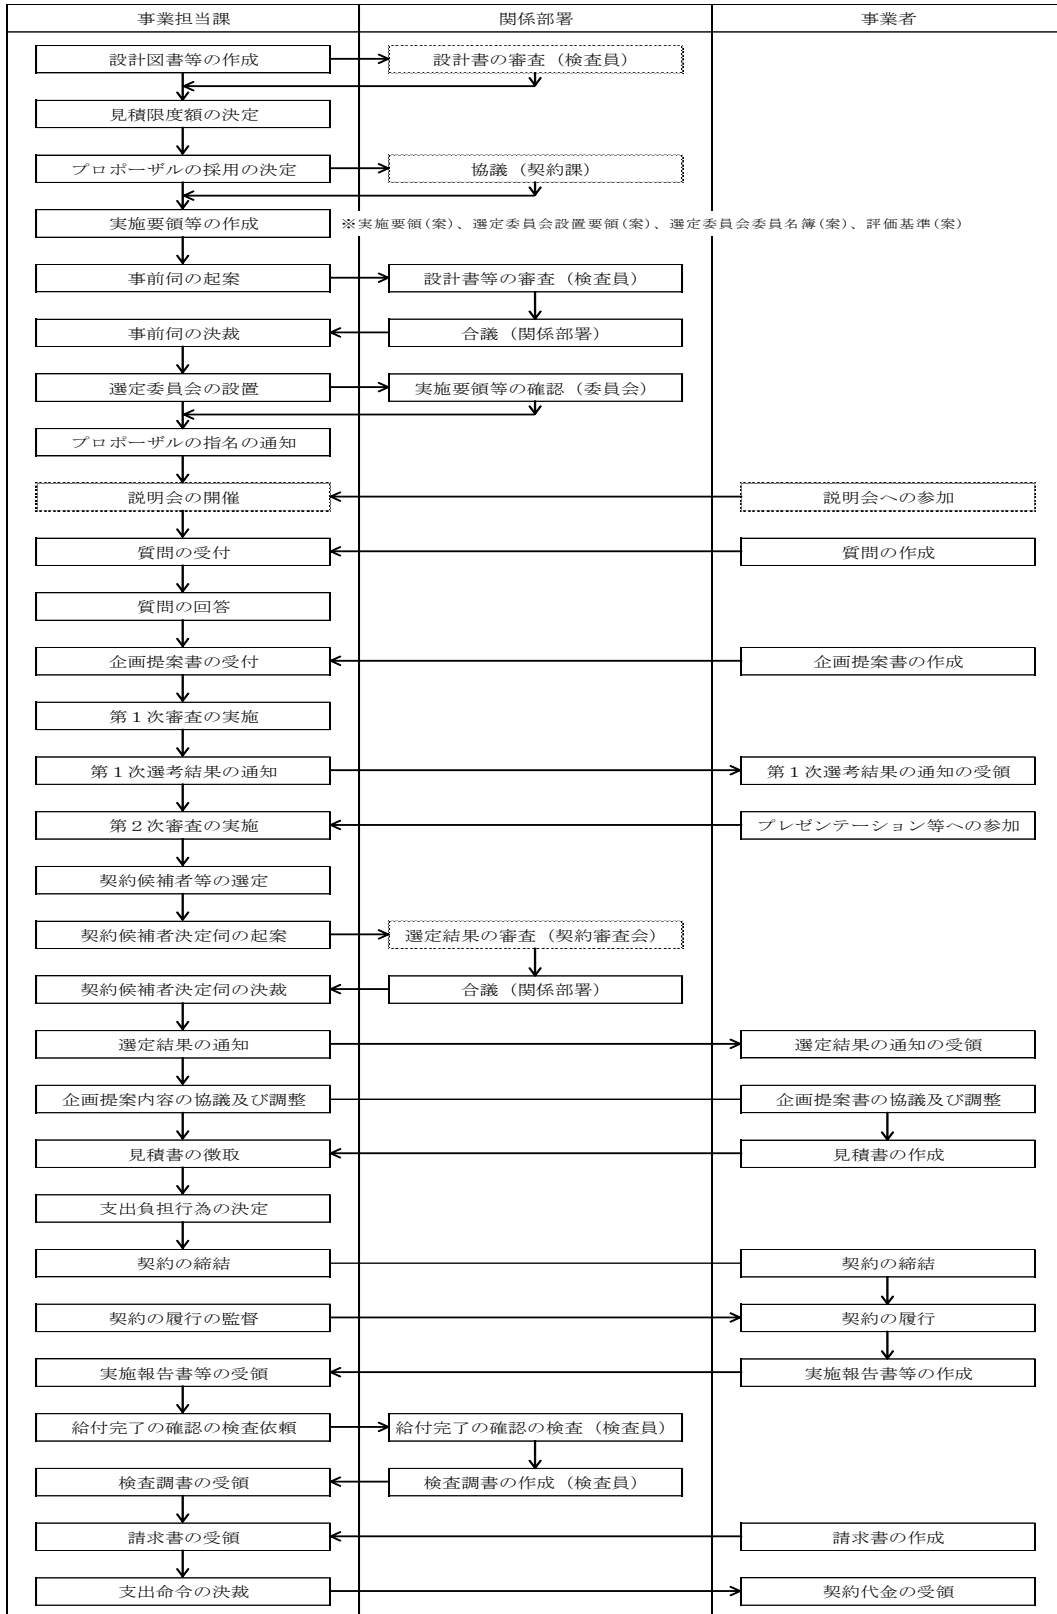 事業担当課 関係部署 事業者
設計図書等の作成 設計書の審査（検査員）
見積限度額の決定
プロポーザルの採用の決定 協議（契約課）
実施要領等の作成 ※実施要領(案)、選定委員会設置要領(案)、選定委員会委員名簿(案)、評価基準(案)
事前伺の起案 設計書等の審査（検査員）
事前伺の決裁 合議（関係部署）
選定委員会の設置 実施要領等の確認（委員会）
プロポーザルの指名の通知
説明会の開催 説明会への参加
質問の受付 質問の作成
質問の回答
企画提案書の受付 企画提案書の作成
第１次審査の実施
第１次選考結果の通知 第１次選考結果の通知の受領
第２次審査の実施 プレゼンテーション等への参加
契約候補者等の選定
契約候補者決定伺の起案 選定結果の審査（契約審査会）
契約候補者決定伺の決裁 合議（関係部署）
選定結果の通知 選定結果の通知の受領
企画提案内容の協議及び調整 企画提案書の協議及び調整
見積書の徴取 見積書の作成
支出負担行為の決定
契約の締結 契約の締結
契約の履行の監督 契約の履行
実施報告書等の受領 実施報告書等の作成
給付完了の確認の検査依頼 給付完了の確認の検査（検査員）
検査調書の受領 検査調書の作成（検査員）
請求書の受領 請求書の作成
支出命令の決裁 契約代金の受領